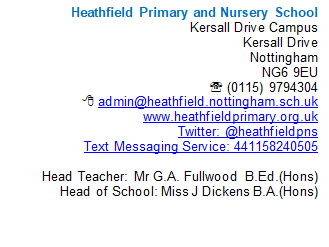 Heathfield Primary and Nursery School
Kersall Drive Campus
Kersall Drive
Nottingham
NG6 9EU
☎ (0115) 9794304
🖰 admin@heathfield.nottingham.sch.uk
www.heathfieldprimary.org.uk
Twitter: @heathfieldpns
Text Messaging Service: 441158240505
Head Teacher: Mr G.A. Fullwood B.Ed.(Hons)
Head of School: Miss J Dickens B.A.(Hons)